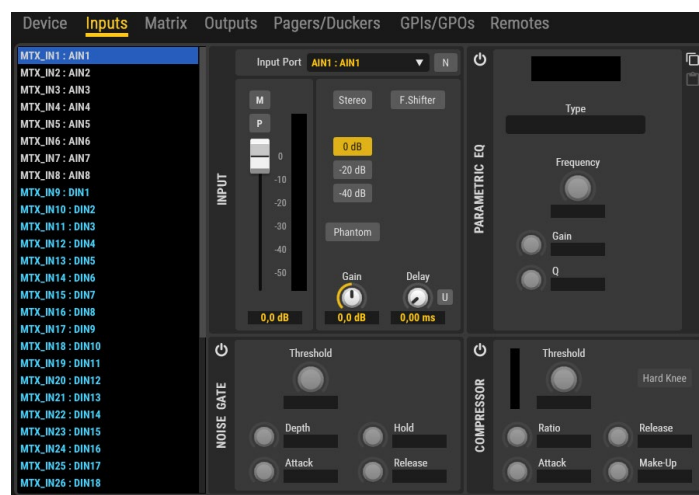 Device Inputs Matrix Outputs Pagers/Duckers GPIs/GPOs Remotes
MTX_IN1 : AIN1
MTX_IN2 : AIN2
MTX_IN3 : AIN3
MTX_IN4 : AIN4
MTX_IN5 : AIN5
MTX_IN6 : AIN6
MTX_IN7 : AIN7
MTX_IN8 : AIN8
MTX_IN9 : DIN1
MTX_IN10 : DIN2
MTX_IN11 : DIN3
MTX_IN12 : DIN4
MTX_IN13 : DIN5
MTX_IN14 : DIN6
MTX_IN15 : DIN7
MTX_IN16 : DIN8
MTX_IN17 : DIN9
MTX_IN18 : DIN10
MTX_IN19 : DIN11
MTX_IN20 : DIN12
MTX_IN21 : DIN13
MTX_IN22 : DIN14
MTX_IN23 : DIN15
MTX_IN24 : DIN16
MTX_IN25 : DIN17
MTX_IN26 : DIN18
INPUT
Input Port AIN1 : AIN1 N
M
P
0
-10
-20
-30
-40
-50
0,0 dB
Stereo F.Shifter
0 dB
-20 dB
-40 dB
Phantom
Gain Delay
U
0,0 dB 0,00 ms
PARAMETRIC EQ
Type
Frequency
Gain
Q
NOISE GATE
Threshold
Depth Hold
Attack Release
COMPRESSOR
Threshold
Hard Knee
Ratio Release
Attack Make-Up